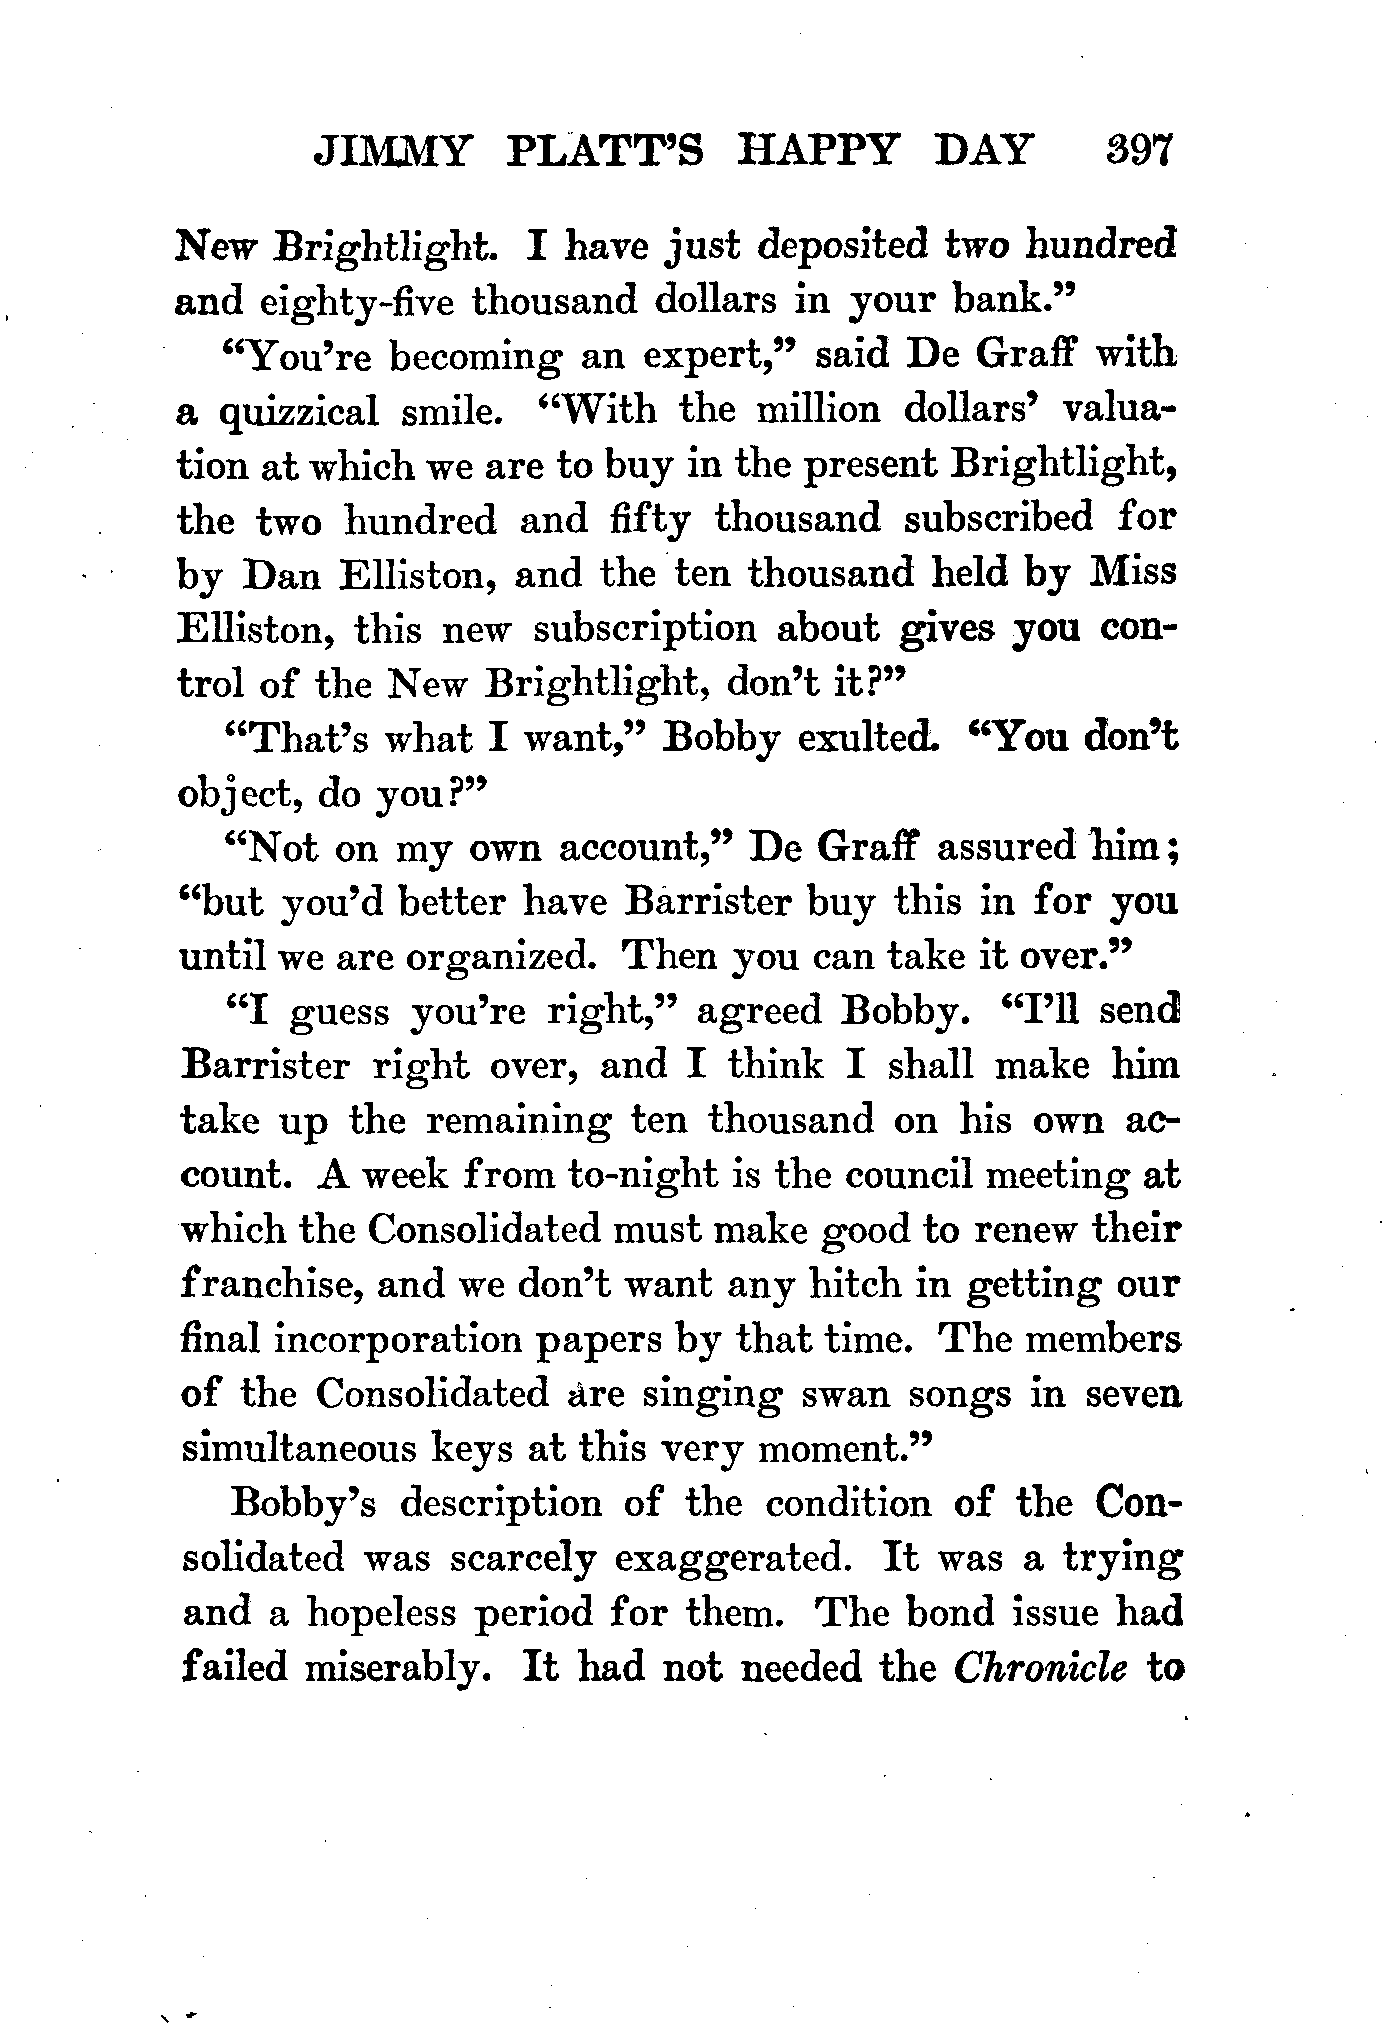 JIMMY PLATT'S HAPPY DAY 397
New Brightlight. I have just deposited two hundred
and eighty-five thousand dollars in your bank."
"You're becoming an expert," said De Graff with
a quizzical smile. "With the million dollars' valua-
tion at which we are to buy in the present Brightlight,
the two hundred and fifty thousand subscribed for
by Dan Elliston, and the ten thousand held by Miss
Elliston, this new subscription about gives you con-
trol of the New Brightlight, don't it?"
"That's what I want," Bobby exulted. "You don't
object, do you?"
"Not on my own account," De Graff assured him;
"but you'd better have Barrister buy this in for you
until we are organized. Then you can take it over."
"I guess you're right," agreed Bobby. "I'll send
Barrister right over, and I think I shall make him
take up the remaining ten thousand on his own ac-
count. A week from to-night is the council meeting at
which the Consolidated must make good to renew their
franchise, and we don't want any hitch in getting our
final incorporation papers by that time. The members
of the Consolidated are singing swan songs in seven
simultaneous keys at this very moment."
Bobby's description of the condition of the Con-
solidated was scarcely exaggerated. It was a trying
and a hopeless period for them. The bond issue had
failed miserably. It had not needed the Chronicle to